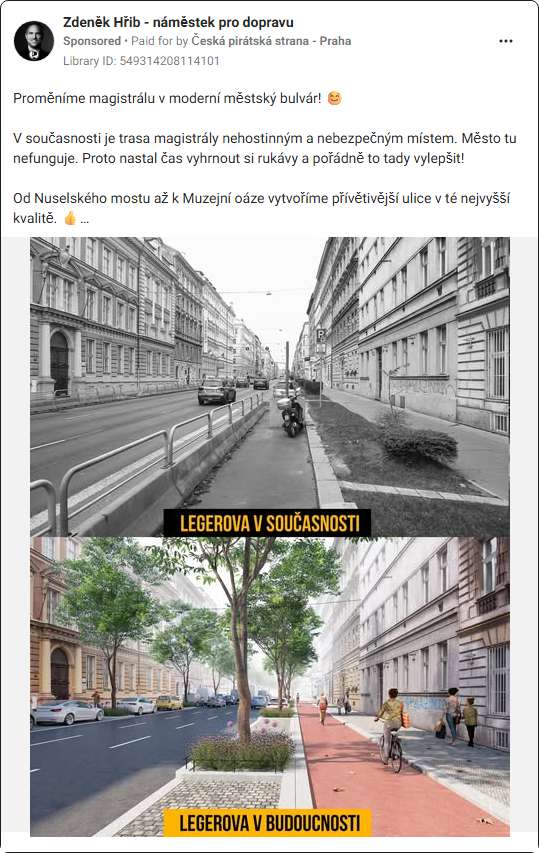 Zdeněk Hřib - náměstek pro dopravu
Sponsored • Paid for by Česká pirátská strana - Praha
Library ID: 549314208114101
Proměníme magistrálu v moderní městský bulvár! 😊
V současnosti je trasa magistrály nehostinným a nebezpečným místem. Město tu
nefunguje. Proto nastal čas vyhrnout si rukávy a pořádně to tady vylepšit!
Od Nuselského mostu až k Muzejní oáze vytvoříme přívětivější ulice v té nejvyšší
kvalitě. 👍 ...
LEGEROVA V SOUČASNOSTI
LEGEROVA V BUDOUCNOSTI